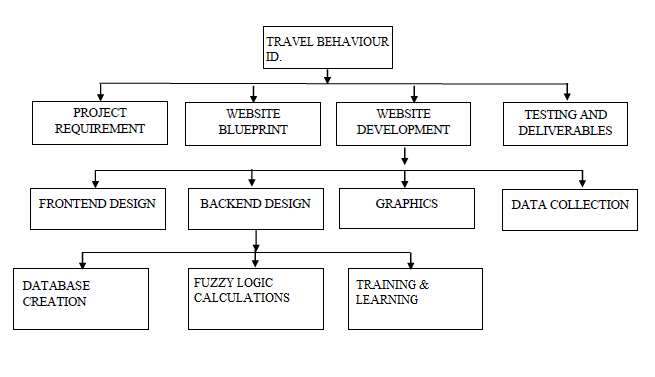 TRAVEL BEHAVIOUR
ID.
PROJECT
REQUIREMENT
WEBSITE
BLUEPRINT
WEBSITE
DEVELOPMENT
TESTING AND
DELIVERABLES
FRONTEND DESIGN
BACKEND DESIGN
GRAPHICS
DATA COLLECTION
DATABASE
CREATION
FUZZY LOGIC
CALCULATIONS
TRAINING &
LEARNING